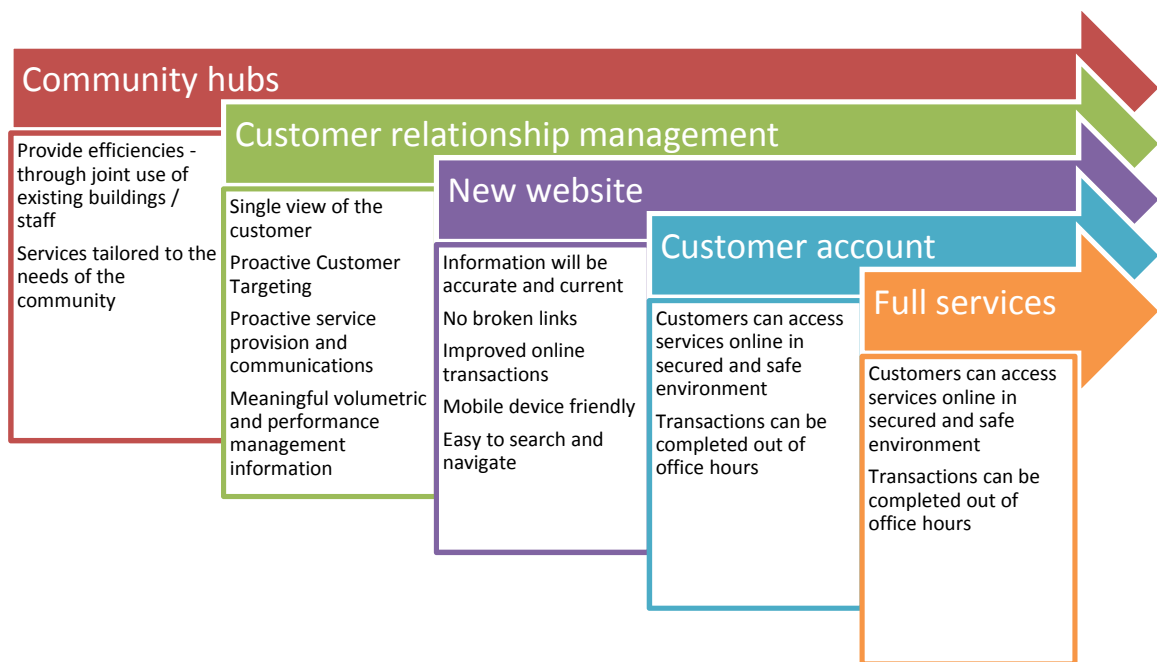 Community hubs
Provide efficiencies -
through joint use of
existing buildings /
staff
Services tailored to the
needs of the
community
Customer relationship management
Single view of the
customer
Proactive Customer
Targeting
Proactive service
provision and
communications
Meaningful volumetric
and performance
management
information
New website
Information will be
accurate and current
No broken links
Improved online
transactions
Mobile device friendly
Easy to search and
navigate
Customer account
Customers can access
services online in
secured and safe
environment
Transactions can be
completed out of
office hours
Full services
Customers can access
services online in
secured and safe
environment
Transactions can be
completed out of
office hours